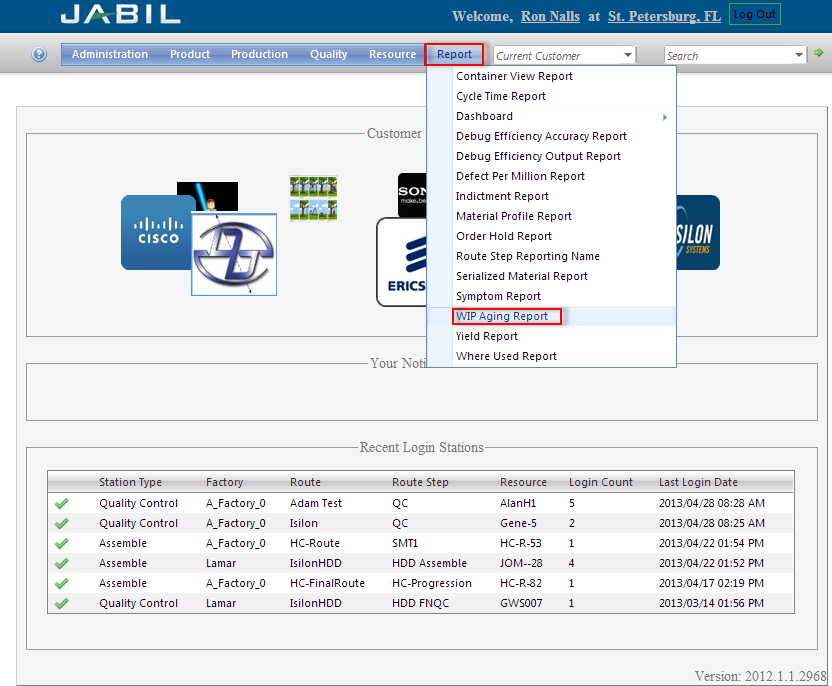 JABIL
Welcome, Ron Nalls at St. Petersburg, FL Log Out
? Administration Product Production Quality Resource Report Current Customer Search
Container View Report
Cycle Time Report
Dashboard
Debug Efficiency Accuracy Report
Debug Efficiency Output Report
Defect Per Million Report
Indictment Report
Material Profile Report
Order Hold Report
Route Step Reporting Name
Serialized Material Report
Symptom Report
WIP Aging Report
Yield Report
Where Used Report
Customer
CISCO
SON
make.be
ERICS
SILON
SYSTEMS
Your Noti
Recent Login Stations
Station Type Factory Route Route Step Resource Login Count Last Login Date
Quality Control A_Factory_0 Adam Test QC AlanH1 5 2013/04/28 08:28 AM
Quality Control A_Factory_0 Isilon QC Gene-5 2 2013/04/28 08:25 AM
Assemble A_Factory_0 HC-Route SMT1 HC-R-53 1 2013/04/22 01:54 PM
Assemble Lamar IsilonHDD HDD Assemble JOM--28 4 2013/04/22 01:52 PM
Assemble A_Factory_0 HC-FinalRoute HC-Progression HC-R-82 1 2013/04/17 02:19 PM
Quality Control Lamar IsilonHDD HDD FNQC GWS007 1 2013/03/14 01:56 PM
Version: 2012.1.1.2968